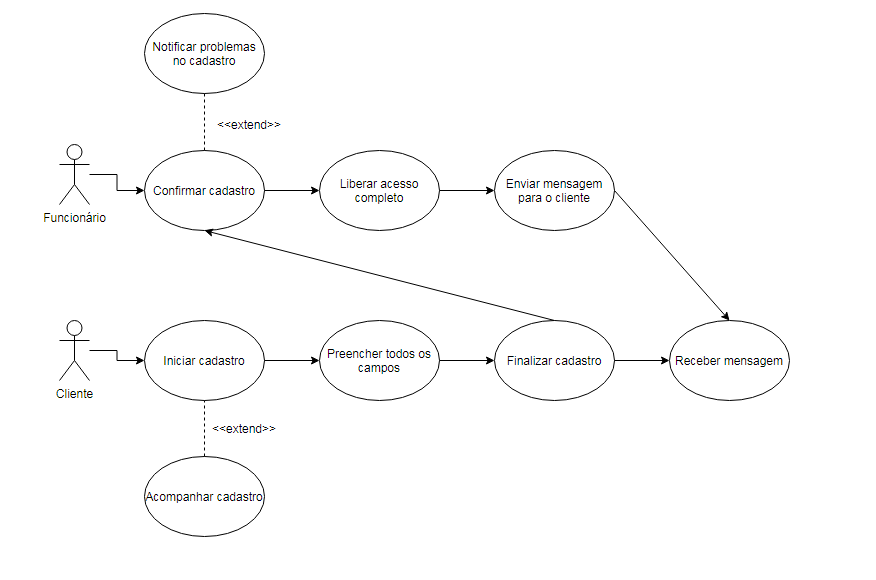 Notificar problemas
no cadastro
<<extend>>
Funcionário
Confirmar cadastro
Liberar acesso
completo
Enviar mensagem
para o cliente
Cliente
Iniciar cadastro
Preencher todos os
campos
Finalizar cadastro
Receber mensagem
<<extend>>
Acompanhar cadastro